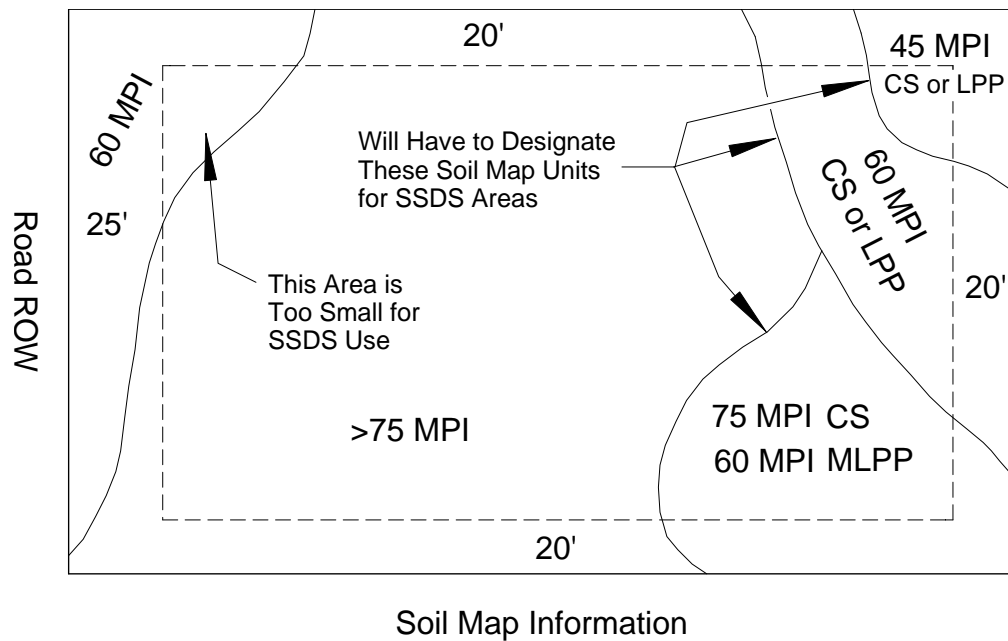 20'
45 MPI
CS or LPP
60 MPI
Will Have to Designate
These Soil Map Units
for SSDS Areas
60 MPI
CS or LPP
25'
Road ROW
This Area is
Too Small for
SSDS Use
20'
>75 MPI
75 MPI CS
60 MPI MLPP
20'
Soil Map Information